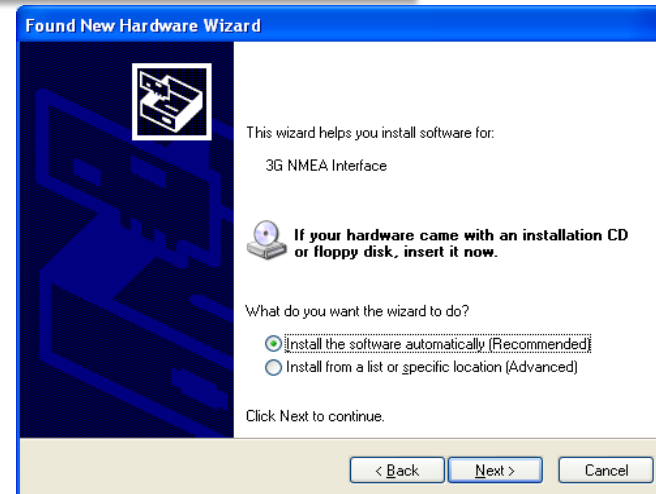 Found New Hardware Wizard
This wizard helps you install software for:
3G NMEA Interface
If your hardware came with an installation CD
or floppy disk, insert it now.
What do you want the wizard to do?
Install the software automatically (Recommended)
Install from a list or specific location (Advanced)
Click Next to continue.
< Back Next > Cancel